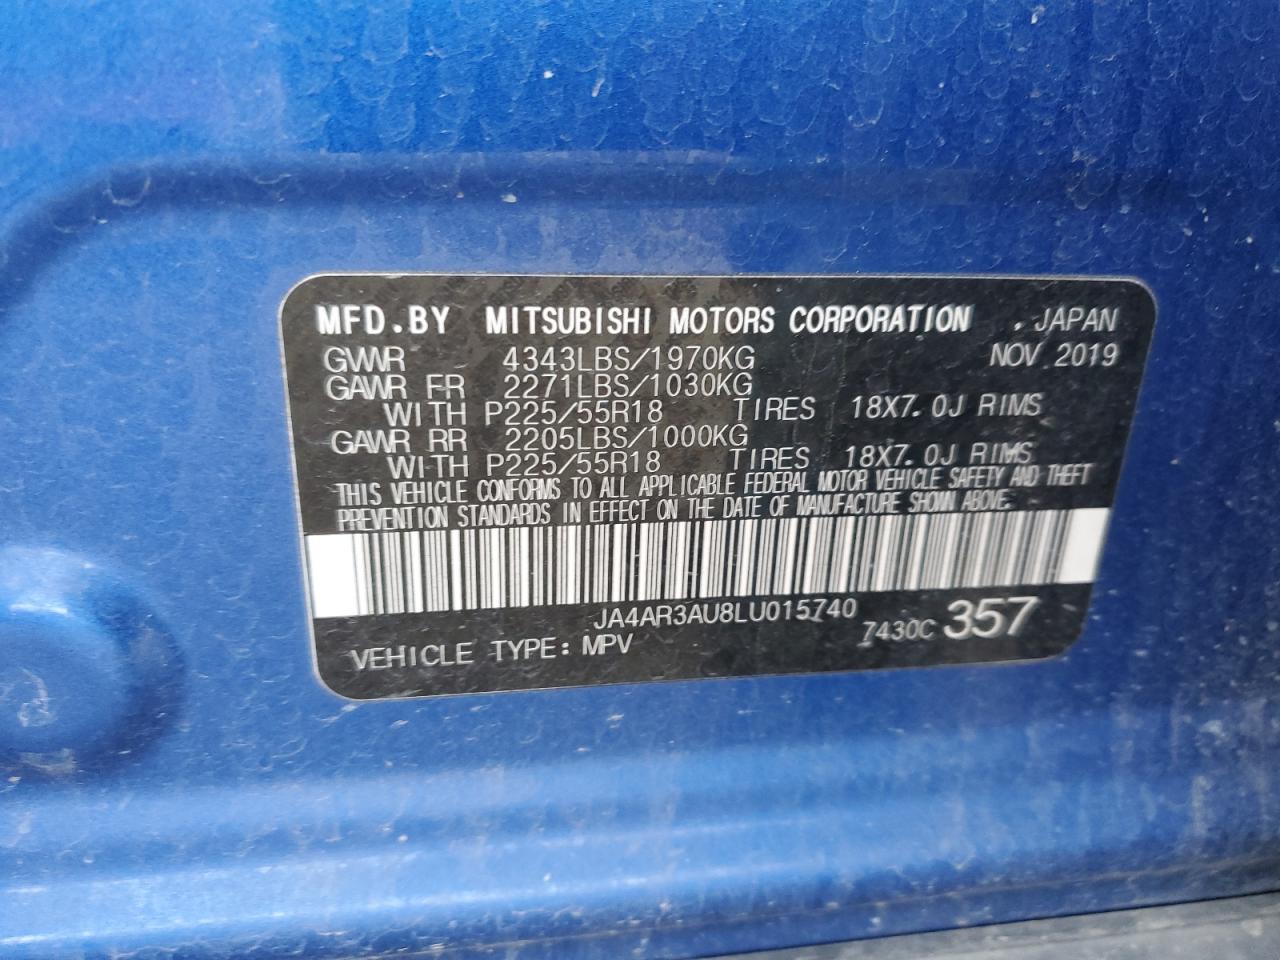 MFD.BY MITSUBISHI MOTORS CORPORATION . JAPAN
GVWR 4343LBS/1970KG NOV 2019
GAWR FR 2271LBS/1030KG
WITH P225/55R18 TIRES 18X7.0J RIMS
GAWR RR 2205LBS/1000KG
WITH P225/55R18 TIRES 18X7.0J RIMS
THIS VEHICLE CONFORMS TO ALL APPLICABLE FEDERAL MOTOR VEHICLE SAFETY AND THEFT
PREVENTION STANDARDS IN EFFECT ON THE DATE OF MANUFACTURE SHOWN ABOVE.
JA4AR3AU8LU015740
7430C 357
VEHICLE TYPE: MPV